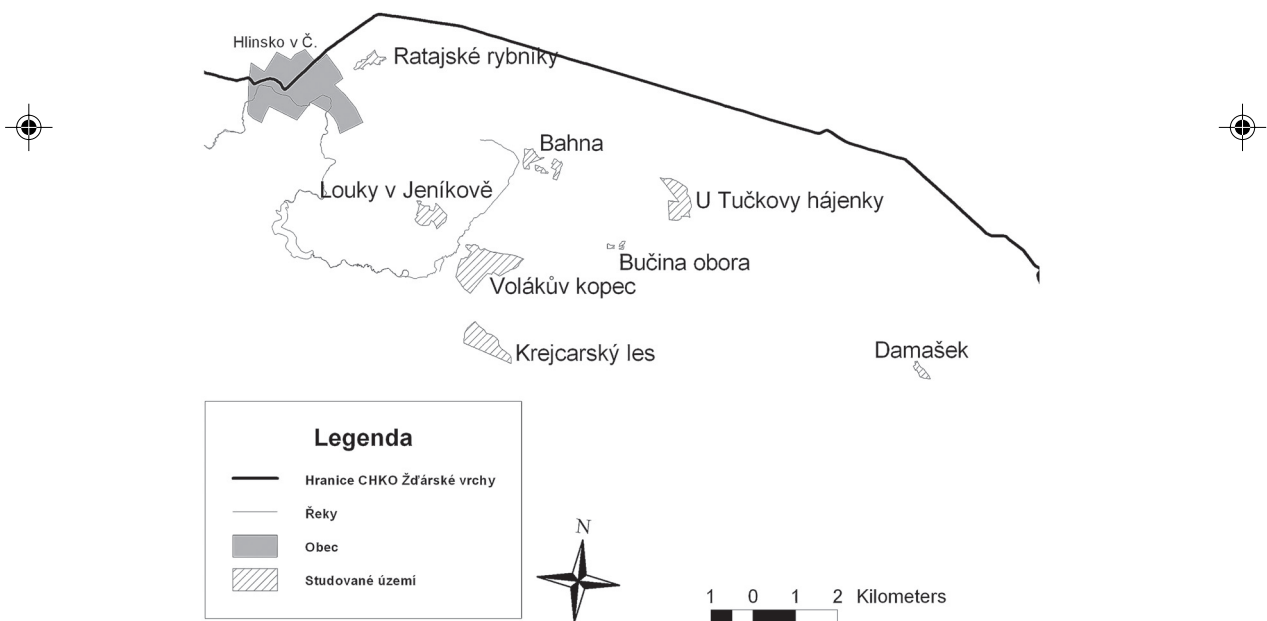 Hlinsko v Č.
Ratajské rybníky
Bahna
Louky v Jeníkově
U Tučkovy hájenky
Bučina obora
Volákův kopec
Krejcarský les
Damašek
Legenda
Hranice CHKO Žďárské vrchy
Řeky
Obec
Studované území
N
1 0 1 2 Kilometers